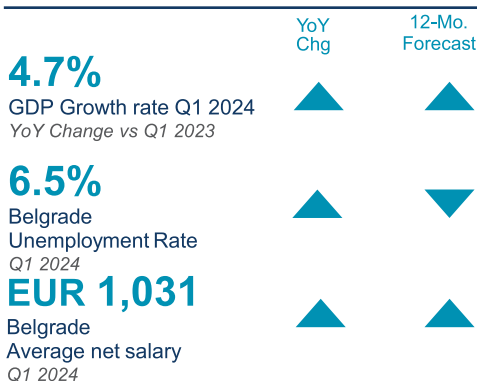 YoY
Chg
12-Mo.
Forecast
4.7%
GDP Growth rate Q1 2024
YoY Change vs Q1 2023
6.5%
Belgrade
Unemployment Rate
Q1 2024
EUR 1,031
Belgrade
Average net salary
Q1 2024